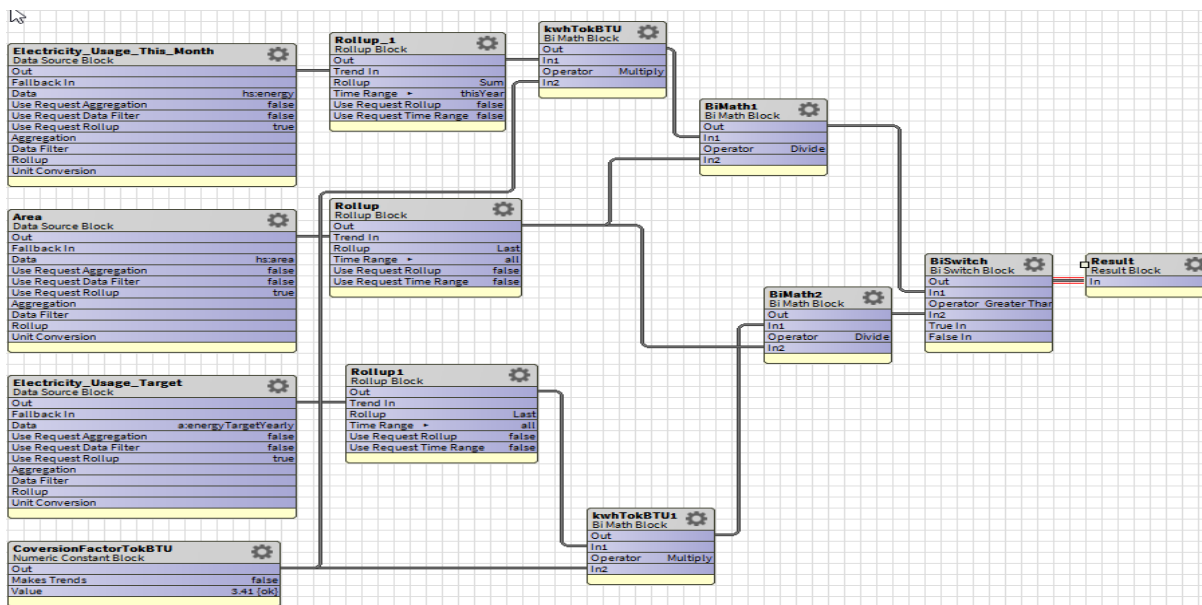 Electricity_Usage_This_Month
Data Source Block
Out
Fallback In
Data hs:energy
Use Request Aggregation false
Use Request Data Filter false
Use Request Rollup true
Aggregation
Data Filter
Rollup
Unit Conversion
Rollup_1
Rollup Block
Out
Trend In
Rollup Sum
Time Range thisYear
Use Request Rollup false
Use Request Time Range false
kwhTokBTU
Bi Math Block
Out
In1
Operator Multiply
In2
BiMath1
Bi Math Block
Out
In1
Operator Divide
In2
Area
Data Source Block
Out
Fallback In
Data hs:area
Use Request Aggregation false
Use Request Data Filter false
Use Request Rollup true
Aggregation
Data Filter
Rollup
Unit Conversion
Rollup
Rollup Block
Out
Trend In
Rollup Last
Time Range all
Use Request Rollup false
Use Request Time Range false
BiMath2
Bi Math Block
Out
In1
Operator Divide
In2
BiSwitch
Bi Switch Block
Out
In1
Operator Greater Than
In2
True In
False In
Result
Result Block
In
Electricity_Usage_Target
Data Source Block
Out
Fallback In
Data a:energyTargetYearly
Use Request Aggregation false
Use Request Data Filter false
Use Request Rollup true
Aggregation
Data Filter
Rollup
Unit Conversion
Rollup1
Rollup Block
Out
Trend In
Rollup Last
Time Range all
Use Request Rollup false
Use Request Time Range false
kwhTokBTU1
Bi Math Block
Out
In1
Operator Multiply
In2
CoversionFactorTokBTU
Numeric Constant Block
Out
Makes Trends false
Value 3.41 {ok}